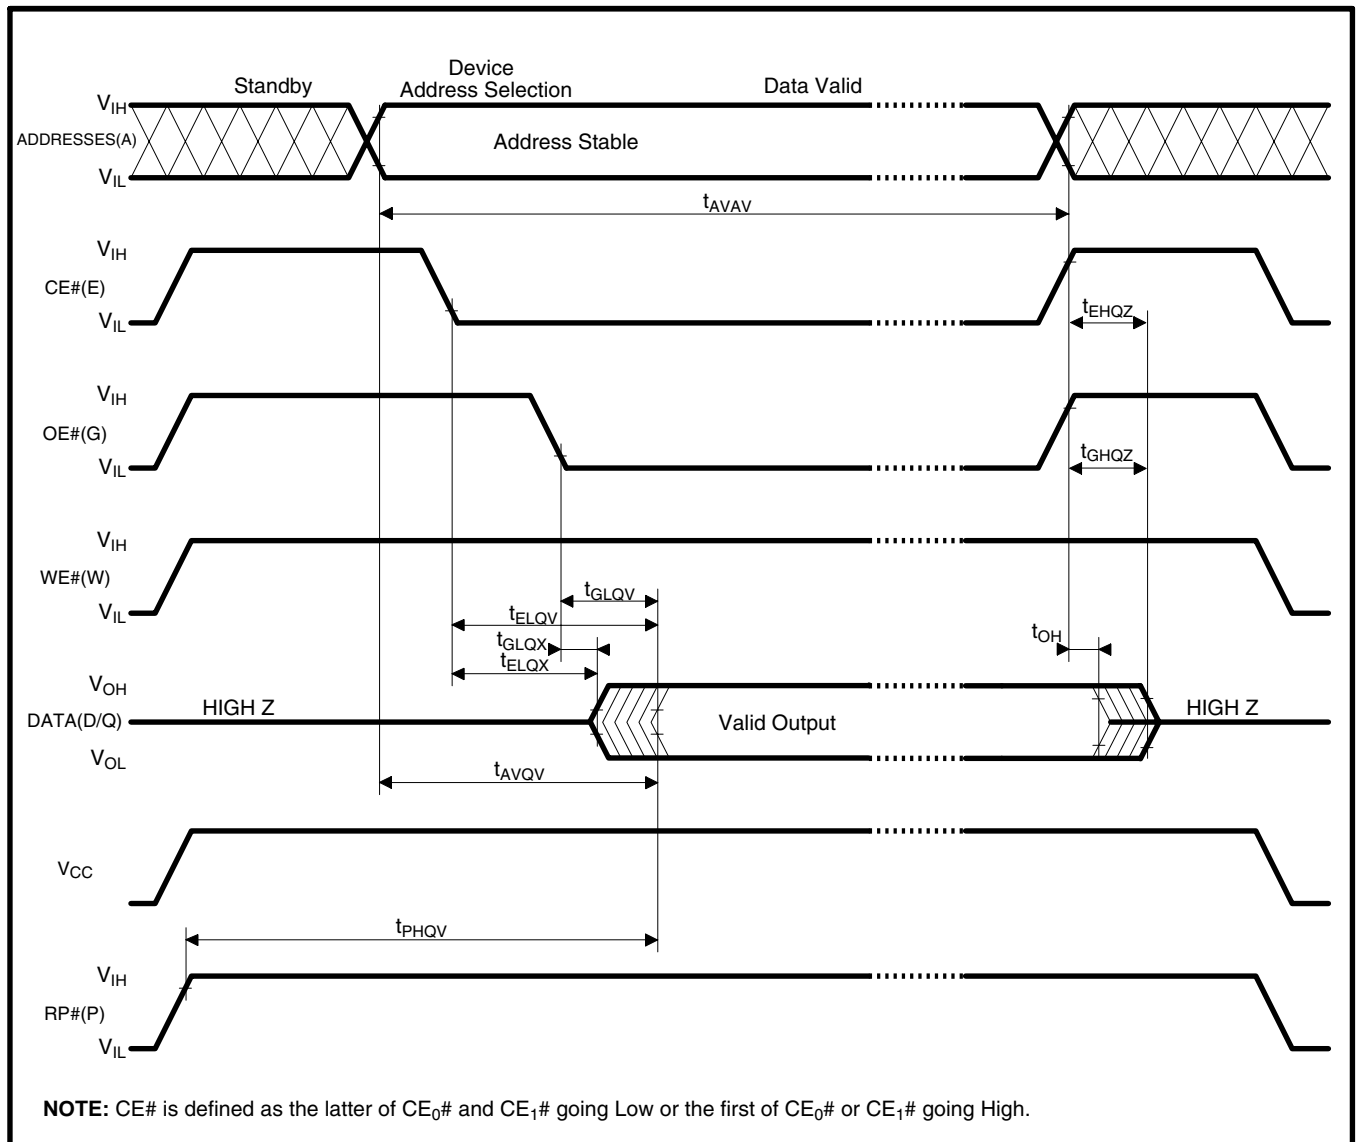 Standby
Device
Address Selection
Data Valid
VIH
ADDRESSES(A)
Address Stable
VIL
tAVAV
VIH
CE#(E)
VIL
tEHQZ
VIH
OE#(G)
VIL
tGHQZ
VIH
WE#(W)
VIL
tGLQV
tELQV
tGLQX
tOH
tELQX
VOH
HIGH Z
DATA(D/Q)
Valid Output
HIGH Z
VOL
tAVQV
VCC
tPHQV
VIH
RP#(P)
VIL
NOTE: CE# is defined as the latter of CE0# and CE1# going Low or the first of CE0# or CE1# going High.